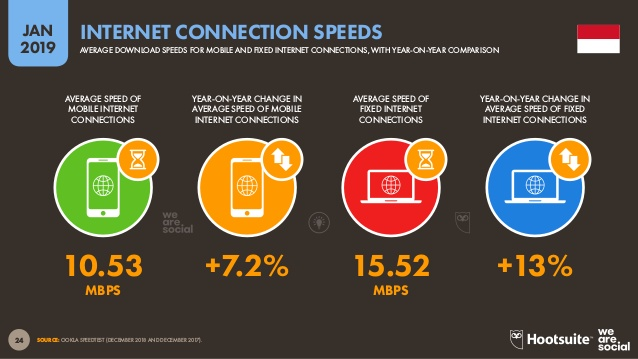 JAN
2019
INTERNET CONNECTION SPEEDS
AVERAGE DOWNLOAD SPEEDS FOR MOBILE AND FIXED INTERNET CONNECTIONS, WITH YEAR-ON-YEAR COMPARISON
AVERAGE SPEED OF
MOBILE INTERNET
CONNECTIONS
10.53
MBPS
YEAR-ON-YEAR CHANGE IN
AVERAGE SPEED OF MOBILE
INTERNET CONNECTIONS
+7.2%
AVERAGE SPEED OF
FIXED INTERNET
CONNECTIONS
15.52
MBPS
YEAR-ON-YEAR CHANGE IN
AVERAGE SPEED OF FIXED
INTERNET CONNECTIONS
+13%
we
are
social
24
SOURCE: OOKLA SPEEDTEST (DECEMBER 2018 AND DECEMBER 2017).
Hootsuite™
we
are
social